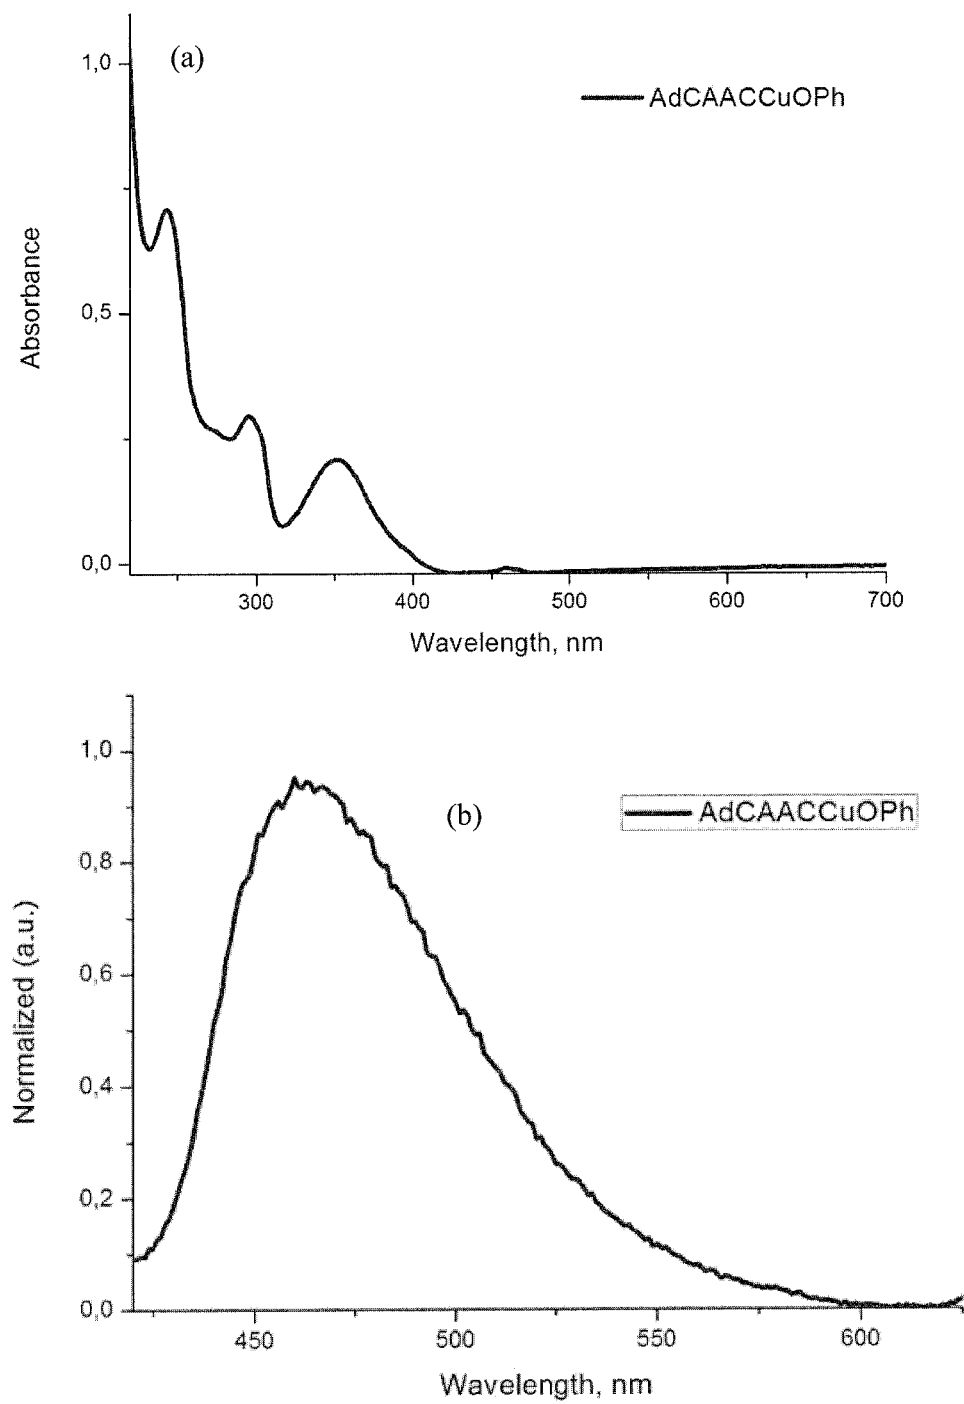 (a)
AdCAACCuOPh
1,0
0,5
0,0
Absorbance
300 400 500 600 700
Wavelength, nm
(b)
AdCAACCuOPh
1,0
0,8
0,6
0,4
0,2
0,0
Normalized (a.u.)
450 500 550 600
Wavelength, nm